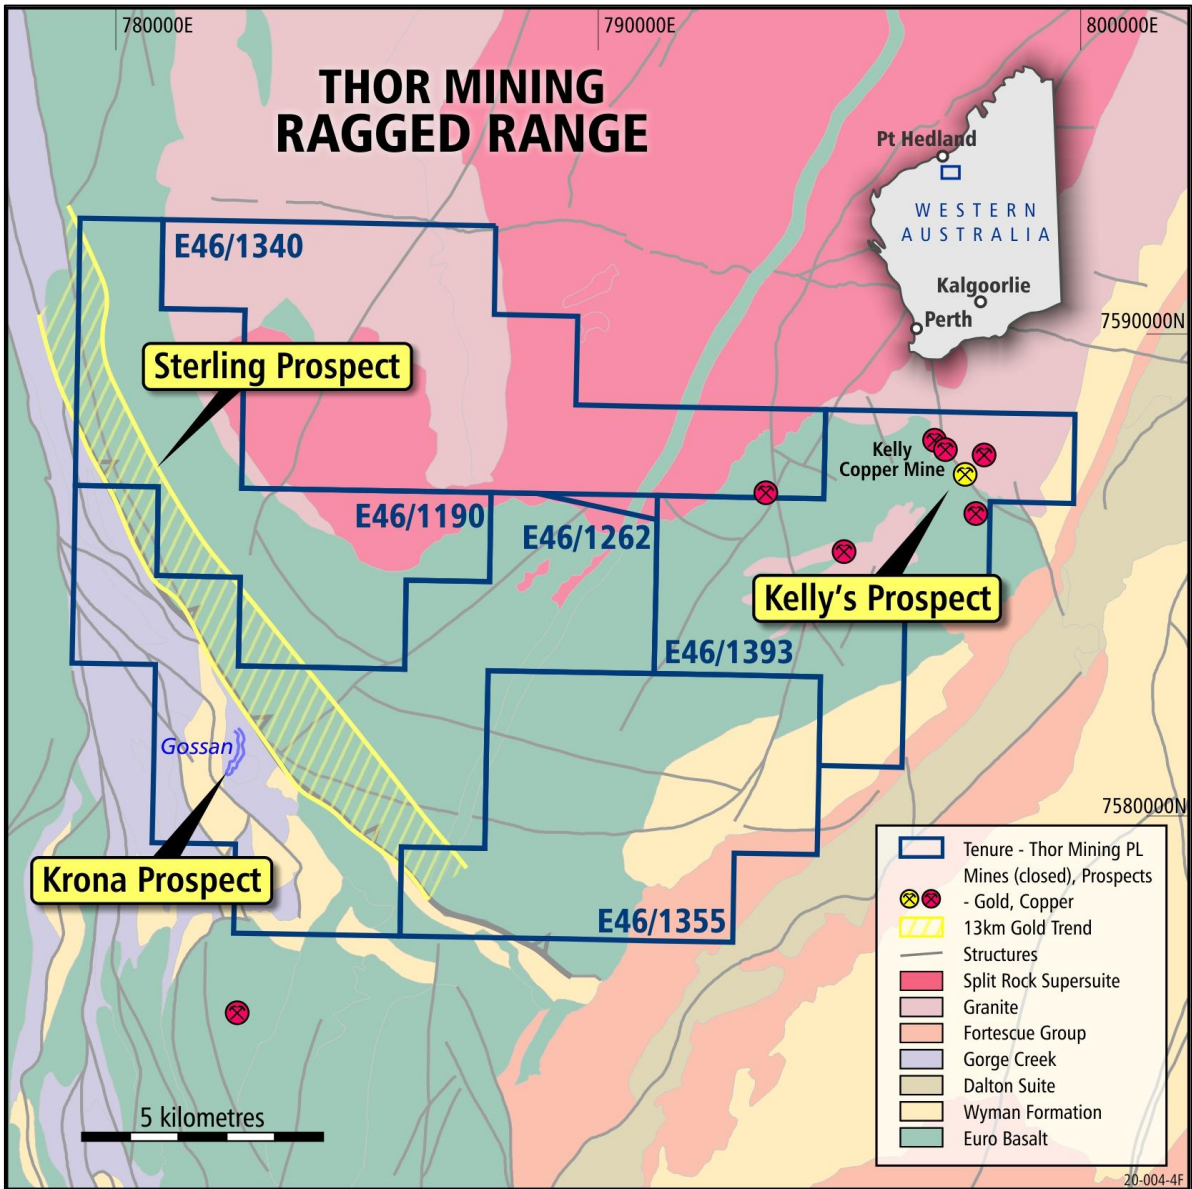 780000E
790000E
800000E
THOR MINING
RAGGED RANGE
Pt Hedland
WESTERN
AUSTRALIA
Kalgoorlie
Perth
7590000N
E46/1340
Sterling Prospect
Kelly
Copper Mine
E46/1190
E46/1262
Kelly's Prospect
E46/1393
Gossan
7580000N
Krona Prospect
E46/1355
Tenure - Thor Mining PL
Mines (closed), Prospects
- Gold, Copper
13km Gold Trend
Structures
Split Rock Supersuite
Granite
Fortescue Group
Gorge Creek
Dalton Suite
Wyman Formation
Euro Basalt
5 kilometres
20-004-4F